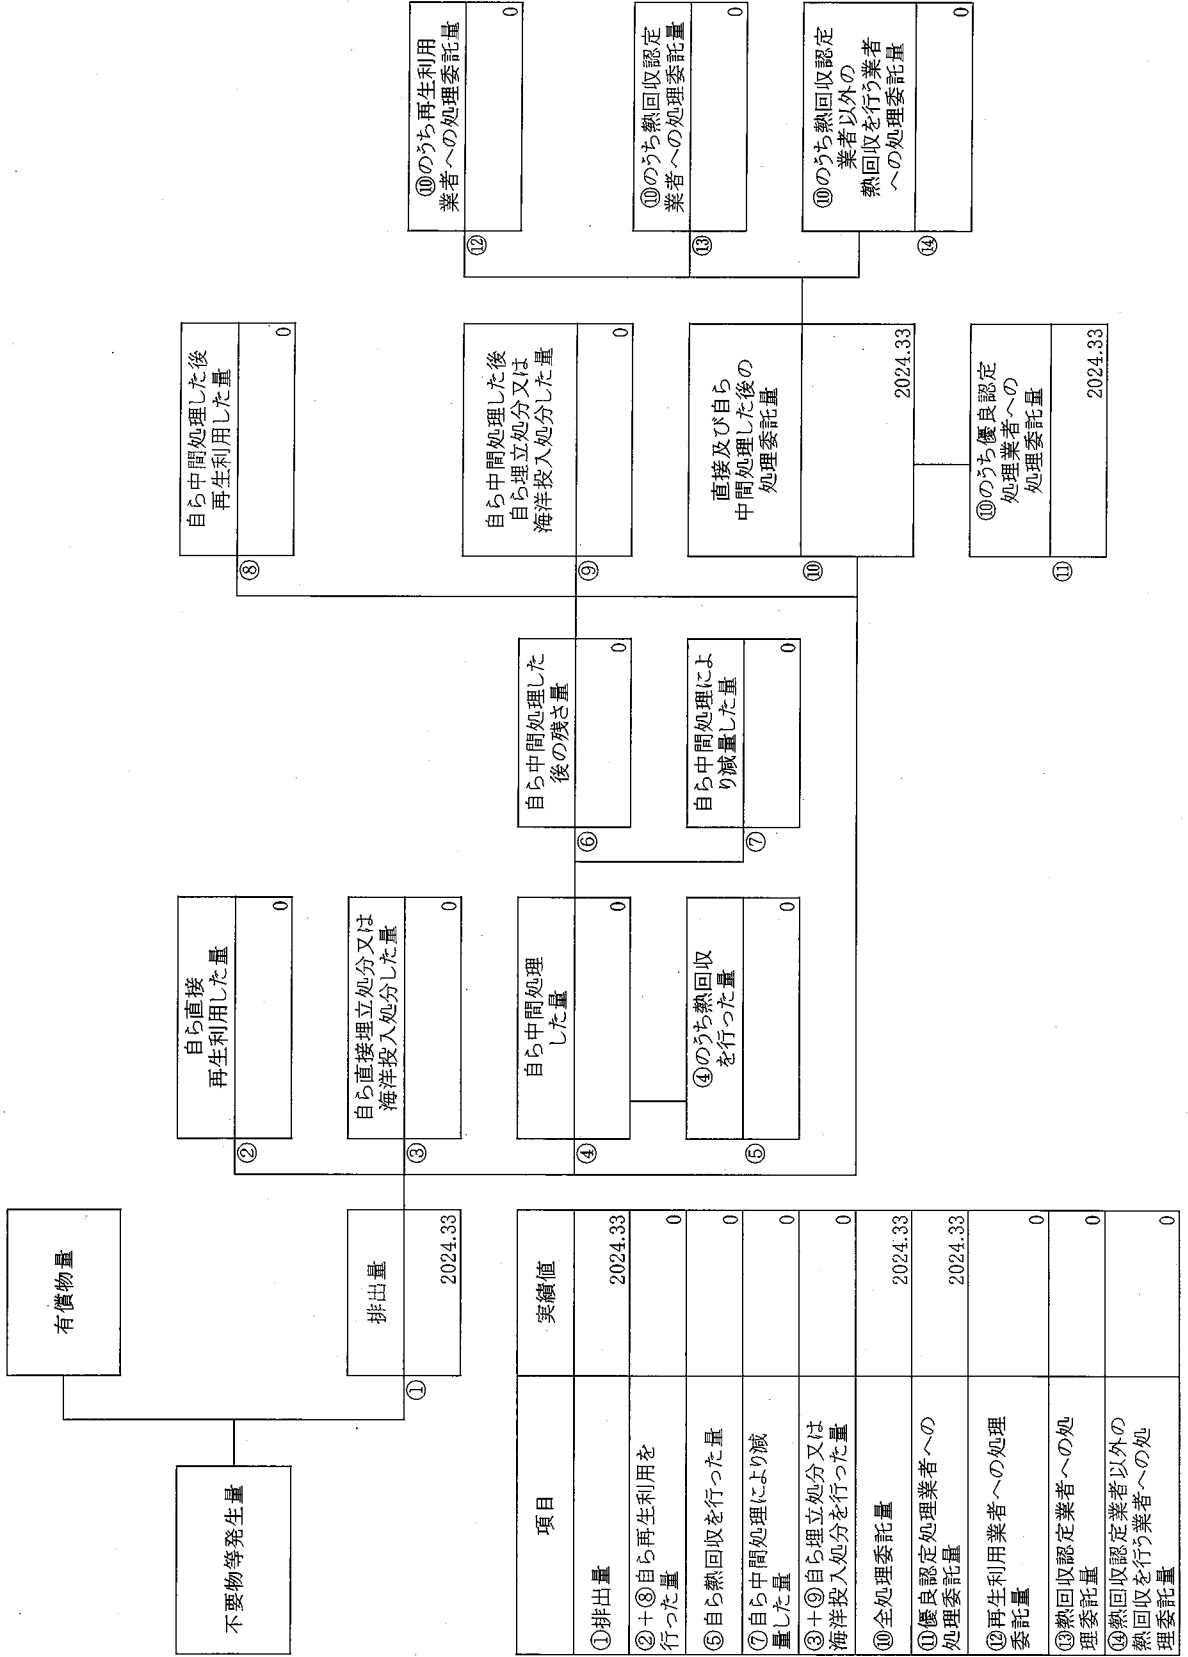 有償物量
不要物等発生量
①
排出量
2024.33
②
自ら直接
再生利用した量
0
③
自ら直接埋立処分又は
海洋投入処分した量
0
④
自ら中間処理
した量
0
⑤
④のうち熱回収
を行った量
0
⑥
自ら中間処理した
後の残さ量
0
⑦
自ら中間処理によ
り減量した量
0
⑧
自ら中間処理した後
再生利用した量
0
⑨
自ら中間処理した後
自ら埋立処分又は
海洋投入処分した量
0
⑩
直接及び自ら
中間処理した後の
処理委託量
2024.33
⑪
⑩のうち優良認定
処理業者への
処理委託量
2024.33
⑫
⑩のうち再生利用
業者への処理委託量
0
⑬
⑩のうち熱回収認定
業者への処理委託量
0
⑭
⑩のうち熱回収認定
業者以外の
熱回収を行う業者
への処理委託量
0
項目 実績値
①排出量 2024.33
②+⑧自ら再生利用を
行った量 0
⑤自ら熱回収を行った量 0
⑦自ら中間処理により減
量した量 0
③+⑨自ら埋立処分又は
海洋投入処分を行った量 0
⑩全処理委託量 2024.33
⑪優良認定処理業者への
処理委託量 2024.33
⑫再生利用業者への処理
委託量 0
⑬熱回収認定業者への処
理委託量 0
⑭熱回収認定業者以外の
熱回収を行う業者への処
理委託量 0